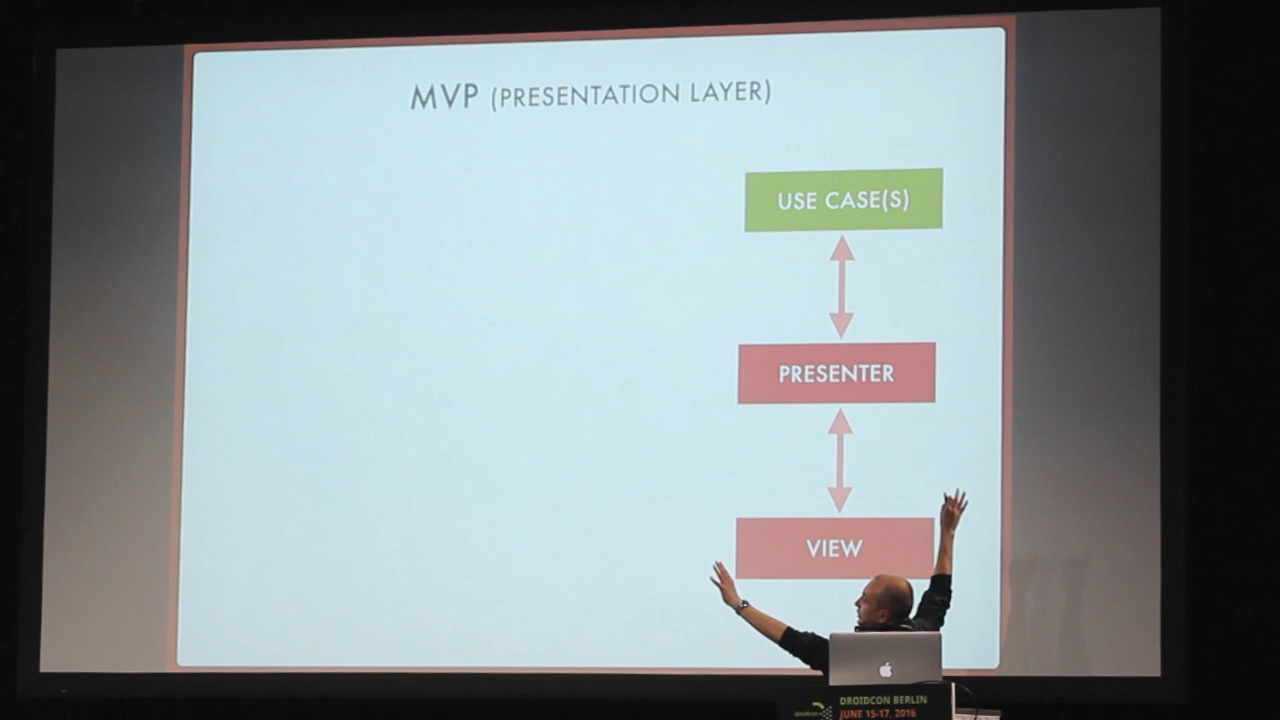 MVP (PRESENTATION LAYER)
USE CASE(S)
PRESENTER
VIEW
DROIDCON BERLIN
JUNE 15-17, 2016